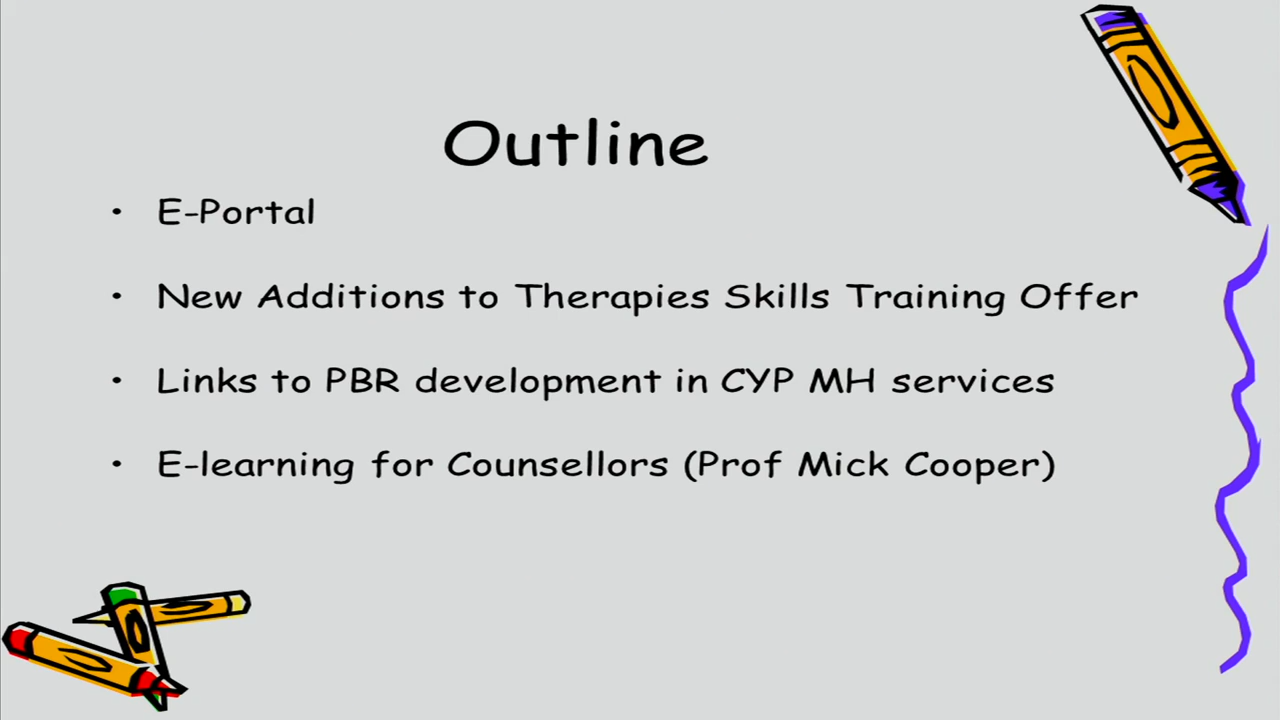 Outline
• E-Portal
• New Additions to Therapies Skills Training Offer
• Links to PBR development in CYP MH services
• E-learning for Counsellors (Prof Mick Cooper)